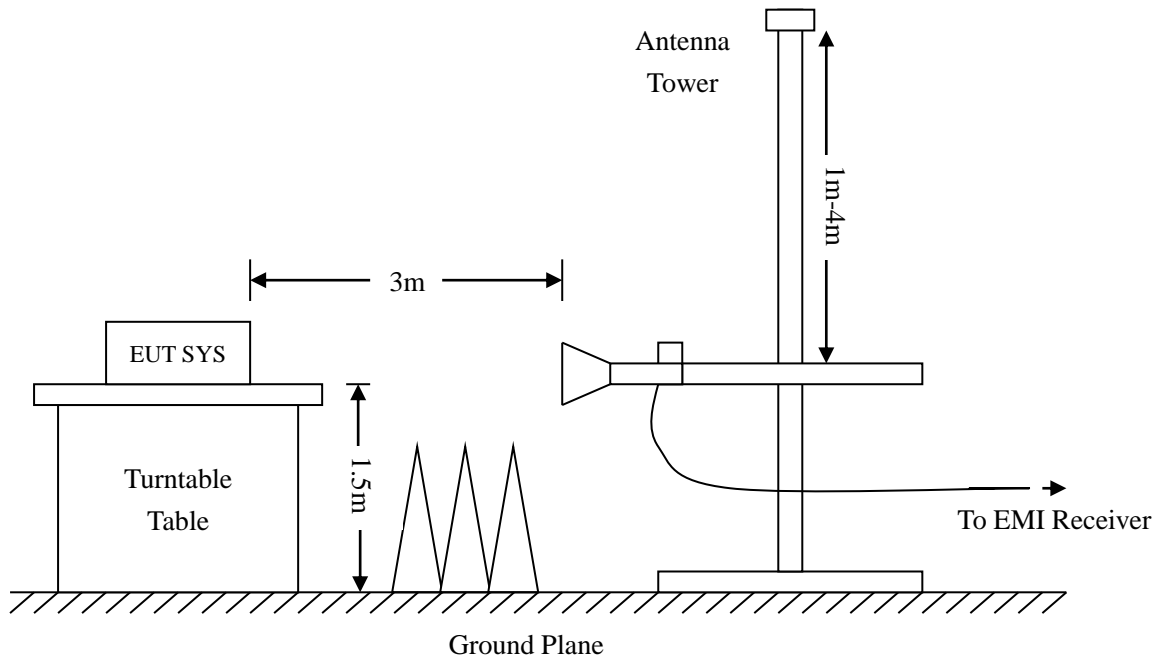 Antenna
Tower
1m-4m
3m
EUT SYS
1.5m
Turntable
Table
To EMI Receiver
Ground Plane